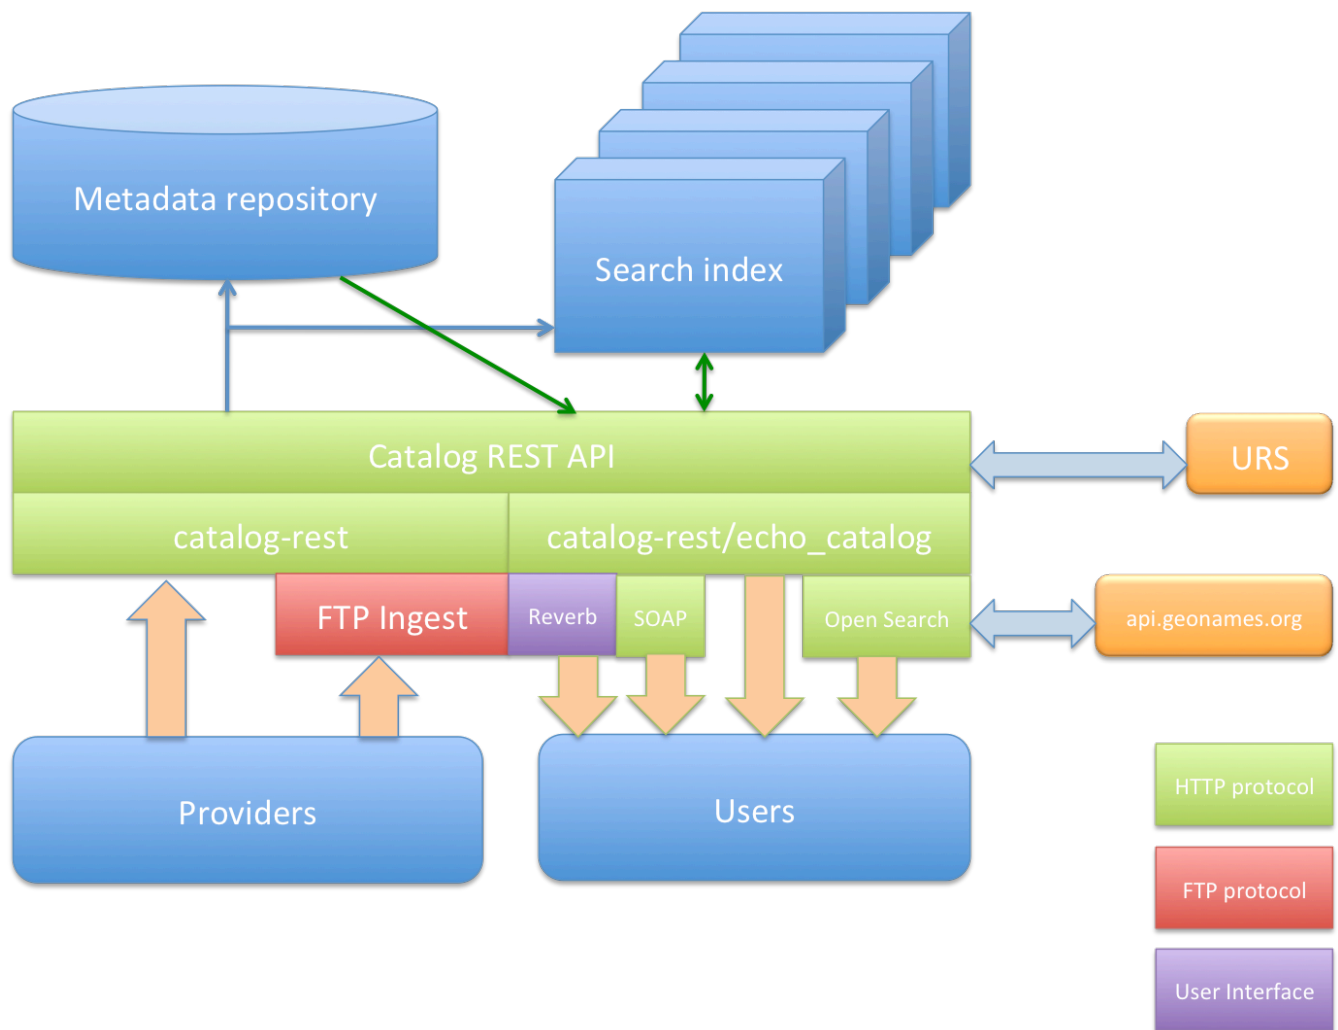 Metadata repository
Search index
Catalog REST API
URS
catalog-rest
catalog-rest/echo_catalog
FTP Ingest
Reverb
SOAP
Open Search
api.geonames.org
Providers
Users
HTTP protocol
FTP protocol
User Interface